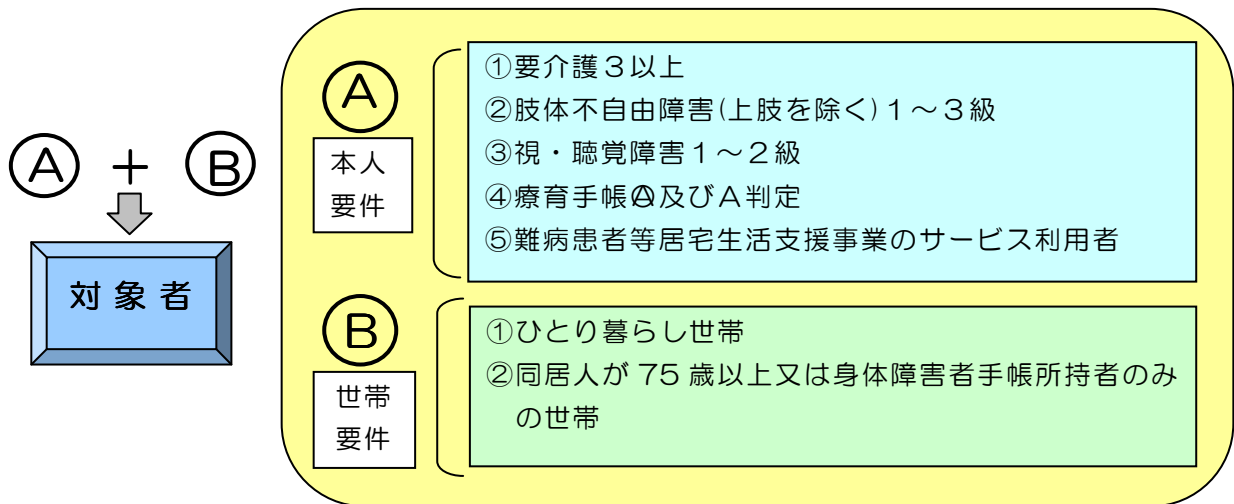 Ⓐ + Ⓑ
対象者
Ⓐ
本人
要件
①要介護３以上
②肢体不自由障害(上肢を除く)１～３級
③視・聴覚障害１～２級
④療育手帳Ⓐ及びＡ判定
⑤難病患者等居宅生活支援事業のサービス利用者
Ⓑ
世帯
要件
①ひとり暮らし世帯
②同居人が 75 歳以上又は身体障害者手帳所持者のみ
の世帯